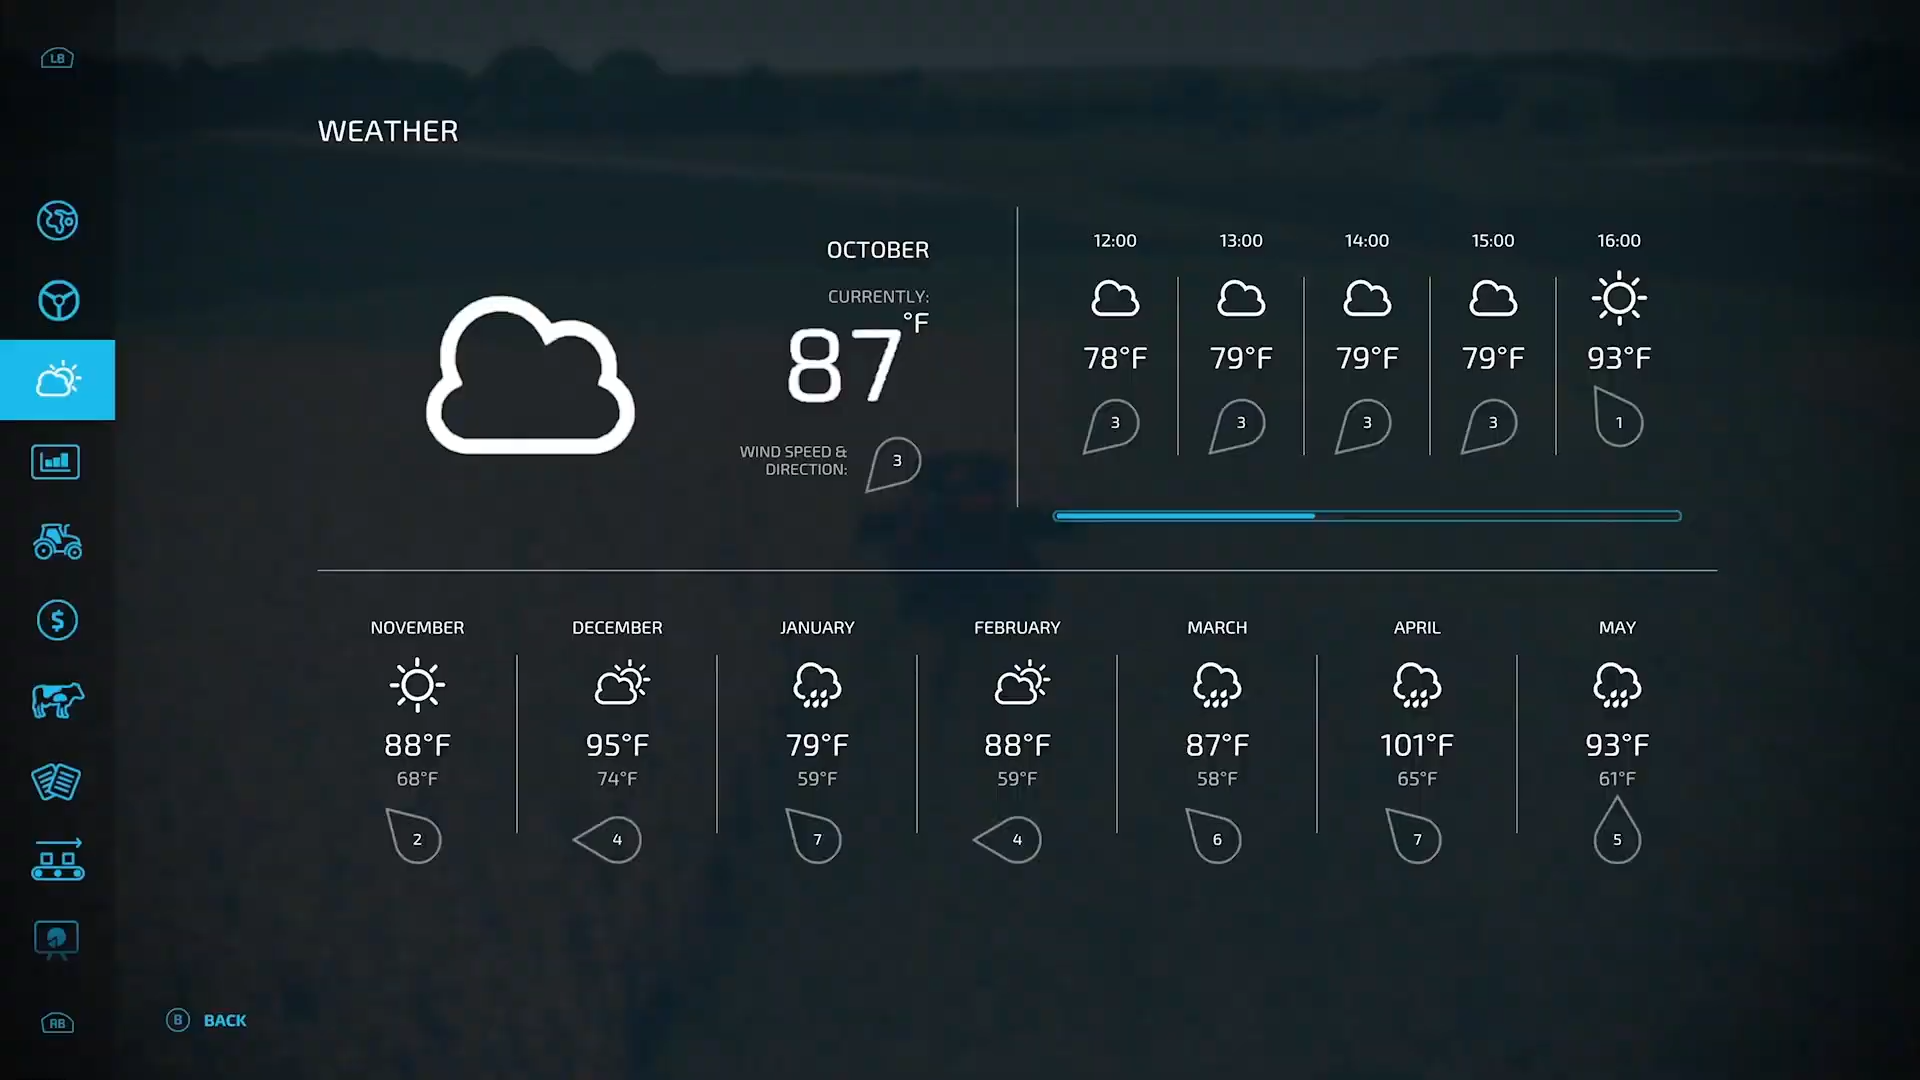 LB
WEATHER
OCTOBER
CURRENTLY:
87°F
WIND SPEED &
DIRECTION:
3
12:00 13:00 14:00 15:00 16:00
78°F 79°F 79°F 79°F 93°F
3 3 3 3 1
NOVEMBER DECEMBER JANUARY FEBRUARY MARCH APRIL MAY
88°F 95°F 79°F 88°F 87°F 101°F 93°F
68°F 74°F 59°F 59°F 58°F 65°F 61°F
2 4 7 4 6 7 5
$
RB
B BACK